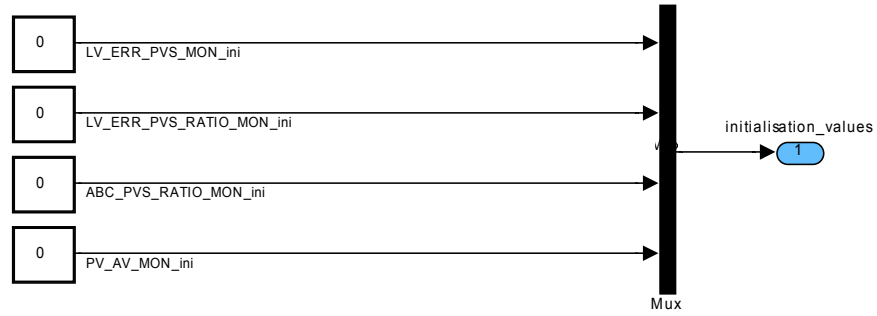 0
LV_ERR_PVS_MON_ini
0
LV_ERR_PVS_RATIO_MON_ini
initialisation_values
1
0
ABC_PVS_RATIO_MON_ini
0
PV_AV_MON_ini
Mux